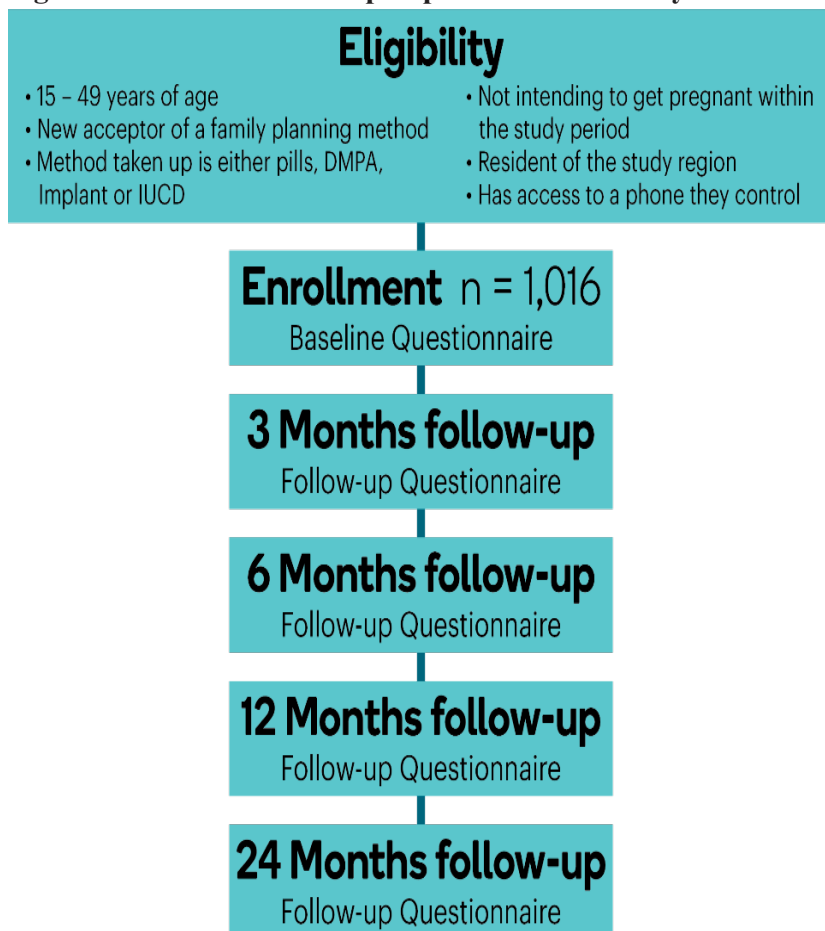 Eligibility
• 15 – 49 years of age
• New acceptor of a family planning method
• Method taken up is either pills, DMPA,
Implant or IUCD
• Not intending to get pregnant within
the study period
• Resident of the study region
• Has access to a phone they control
Enrollment n = 1,016
Baseline Questionnaire
3 Months follow-up
Follow-up Questionnaire
6 Months follow-up
Follow-up Questionnaire
12 Months follow-up
Follow-up Questionnaire
24 Months follow-up
Follow-up Questionnaire